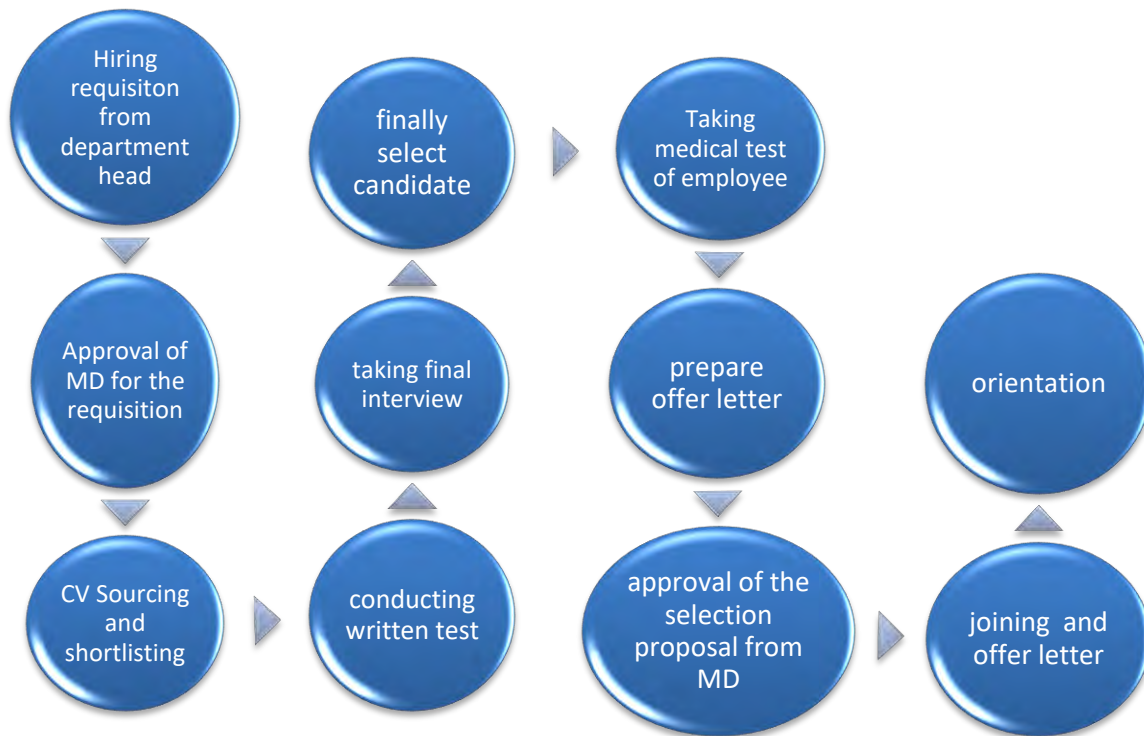 Hiring
requisiton
from
department
head
Approval of
MD for the
requisition
CV Sourcing
and
shortlisting
conducting
written test
taking final
interview
finally
select
candidate
Taking
medical test
of employee
prepare
offer letter
approval of the
selection
proposal from
MD
joining and
offer letter
orientation